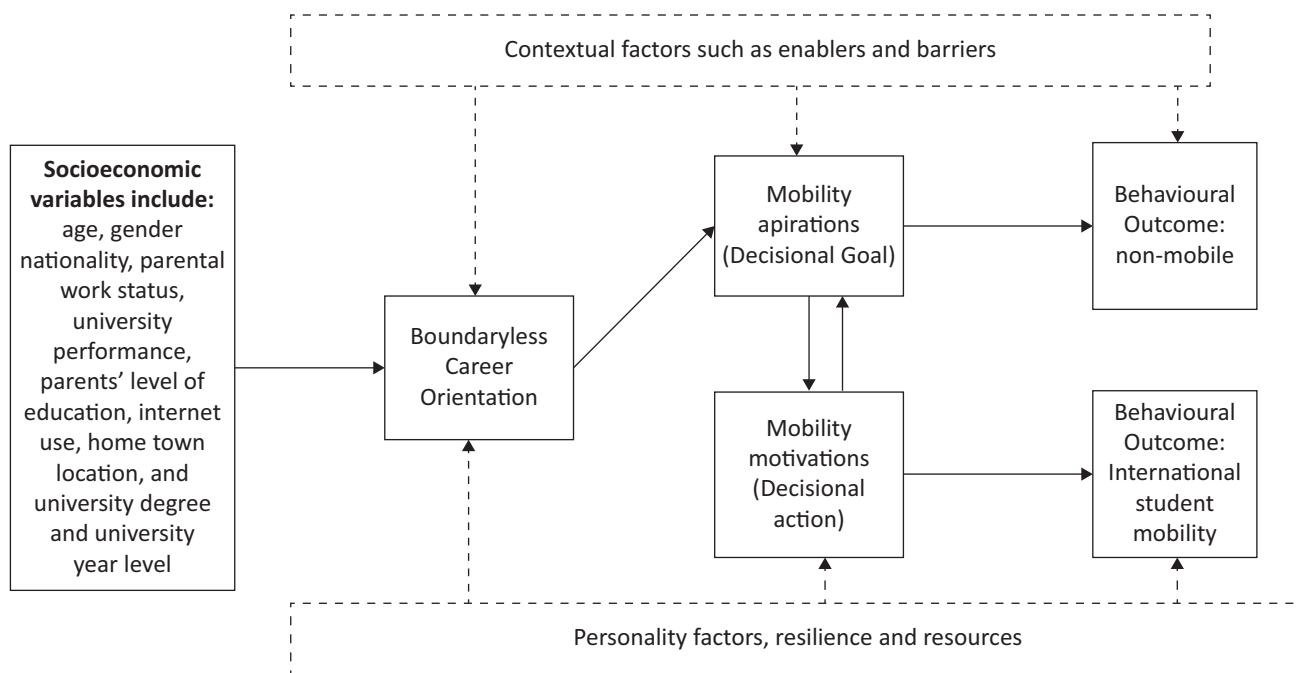 Contextual factors such as enablers and barriers
Socioeconomic
variables include:
age, gender
nationality, parental
work status,
university
performance,
parents’ level of
education, internet
use, home town
location, and
university degree
and university
year level
Boundaryless
Career
Orientation
Mobility
apirations
(Decisional Goal)
Mobility
motivations
(Decisional
action)
Behavioural
Outcome:
non-mobile
Behavioural
Outcome:
International
student
mobility
Personality factors, resilience and resources